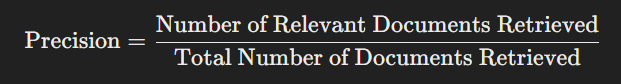 Precision = Number of Relevant Documents Retrieved
Total Number of Documents Retrieved